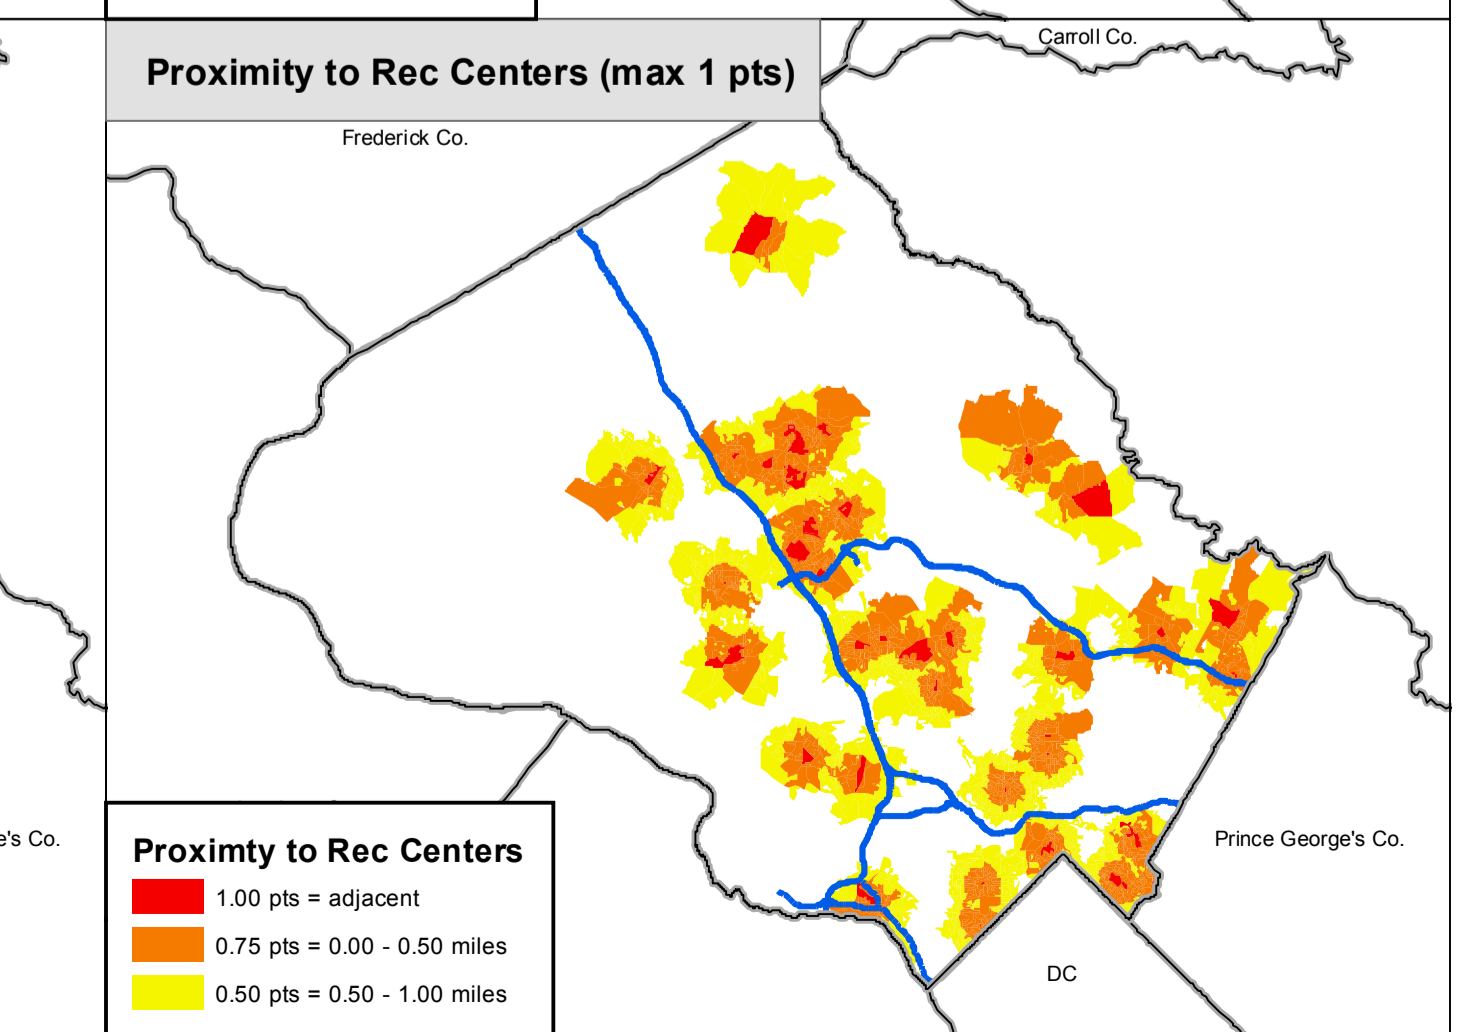 Carroll Co.
Proximity to Rec Centers (max 1 pts)
Frederick Co.
e's Co.
Prince George's Co.
Proximty to Rec Centers
1.00 pts = adjacent
0.75 pts = 0.00 - 0.50 miles
DC
0.50 pts = 0.50 - 1.00 miles